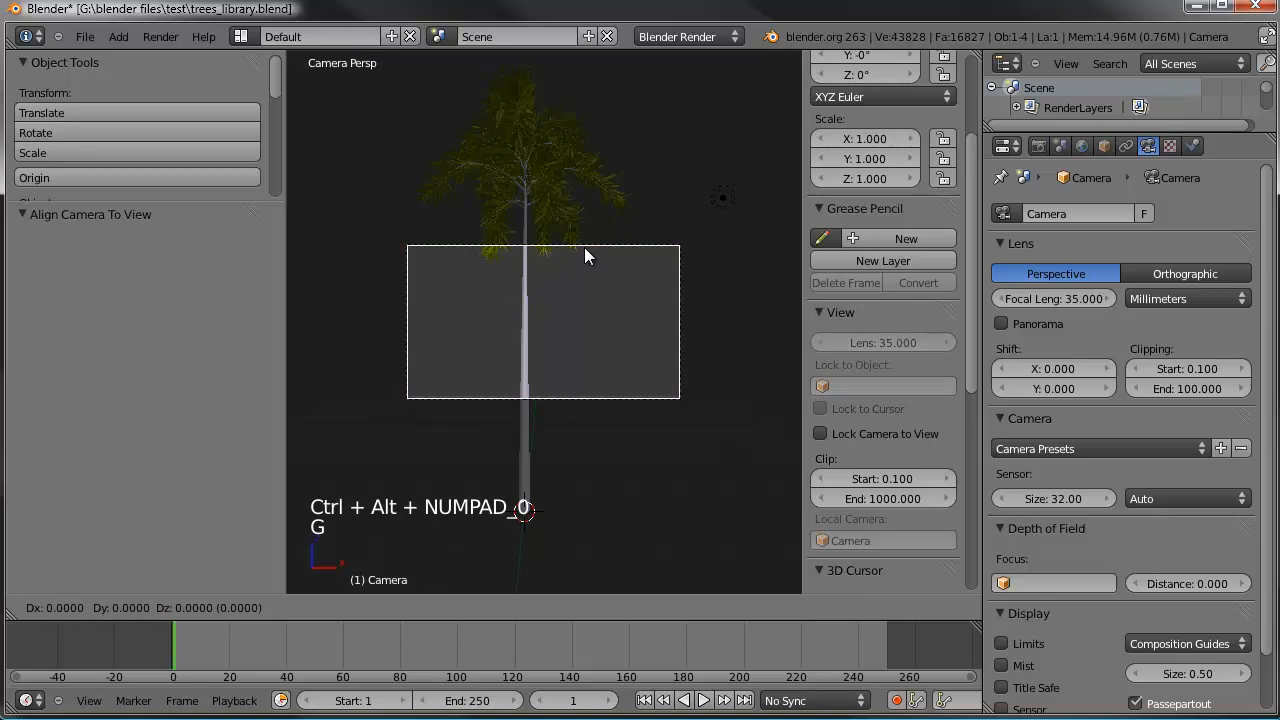 Blender* [G:\blender files\test\trees_library.blend]
File Add Render Help Default Scene Blender Render blender.org 263 | Ve:43828 | Fa:16827 | Ob:1-4 | La:1 | Mem:14.96M (0.76M) | Camera
Object Tools
Transform:
Translate
Rotate
Scale
Origin
Align Camera To View
Camera Persp
Ctrl + Alt + NUMPAD_0
G
x
(1) Camera
Y: -0°
Z: 0°
XYZ Euler
Scale:
X: 1.000
Y: 1.000
Z: 1.000
Grease Pencil
New
New Layer
Delete Frame Convert
View
Lens: 35.000
Lock to Object:
Lock to Cursor
Lock Camera to View
Clip:
Start: 0.100
End: 1000.000
Local Camera:
Camera
3D Cursor
View Search All Scenes
Scene
RenderLayers |
Camera Camera
Camera F
Lens
Perspective Orthographic
Focal Len: 35.000 Millimeters
Panorama
Shift: Clipping:
X: 0.000 Start: 0.100
Y: 0.000 End: 100.000
Camera
Camera Presets
Sensor:
Size: 32.00 Auto
Depth of Field
Focus:
Distance: 0.000
Display
Limits Composition Guides
Mist Size: 0.50
Title Safe Passepartout
Sensor
Dx: 0.0000 Dy: 0.0000 Dz: 0.0000 (0.0000)
-40 -20 0 20 40 60 80 100 120 140 160 180 200 220 240 260
View Marker Frame Playback Start: 1 End: 250 1 No Sync